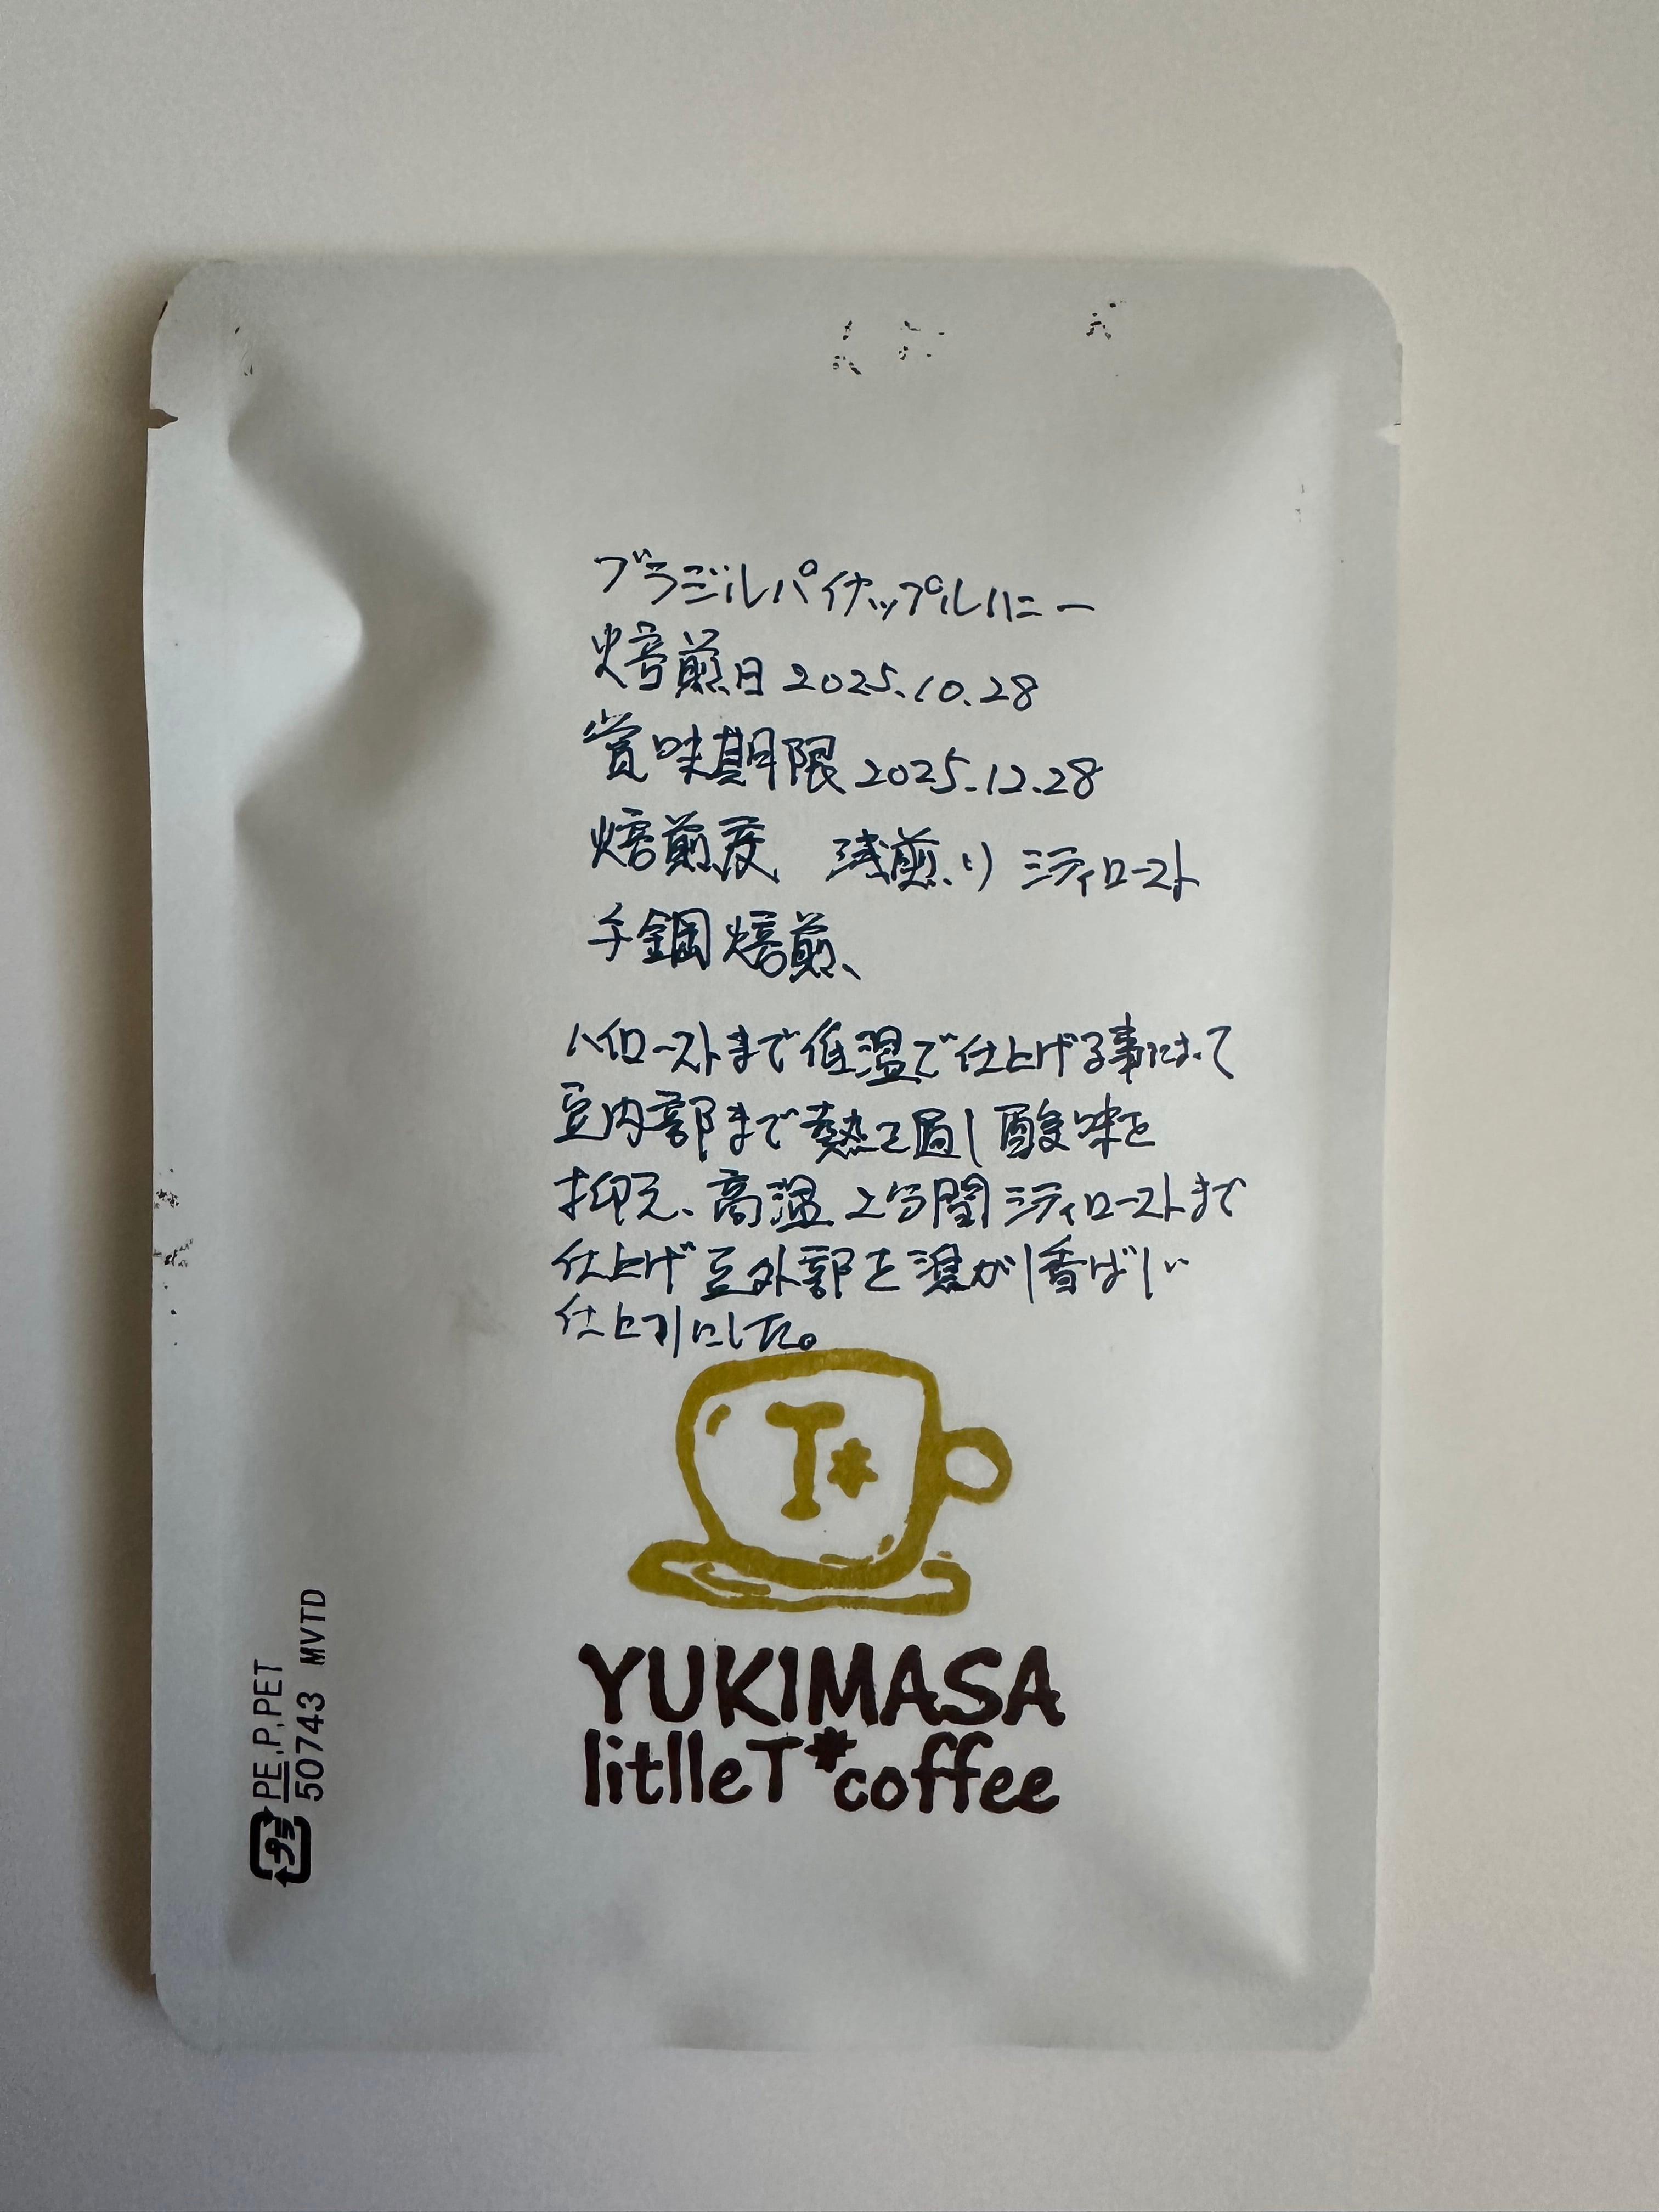 ブラジルパイナップルハニー
焙煎日 2025.10.28
賞味期限 2025.12.28
焙煎度 浅煎り シティロースト
手網焙煎、
ハイローストまで低温で仕上げる事によって
豆内部まで熱を通し酸味を
抑え、高温2分間シティローストまで
仕上げ豆外部を焦がし香ばしい
仕上がりにした。
T*
YUKIMASA
litlleT*coffee
プラ PE,P,PET
50743 MVTD